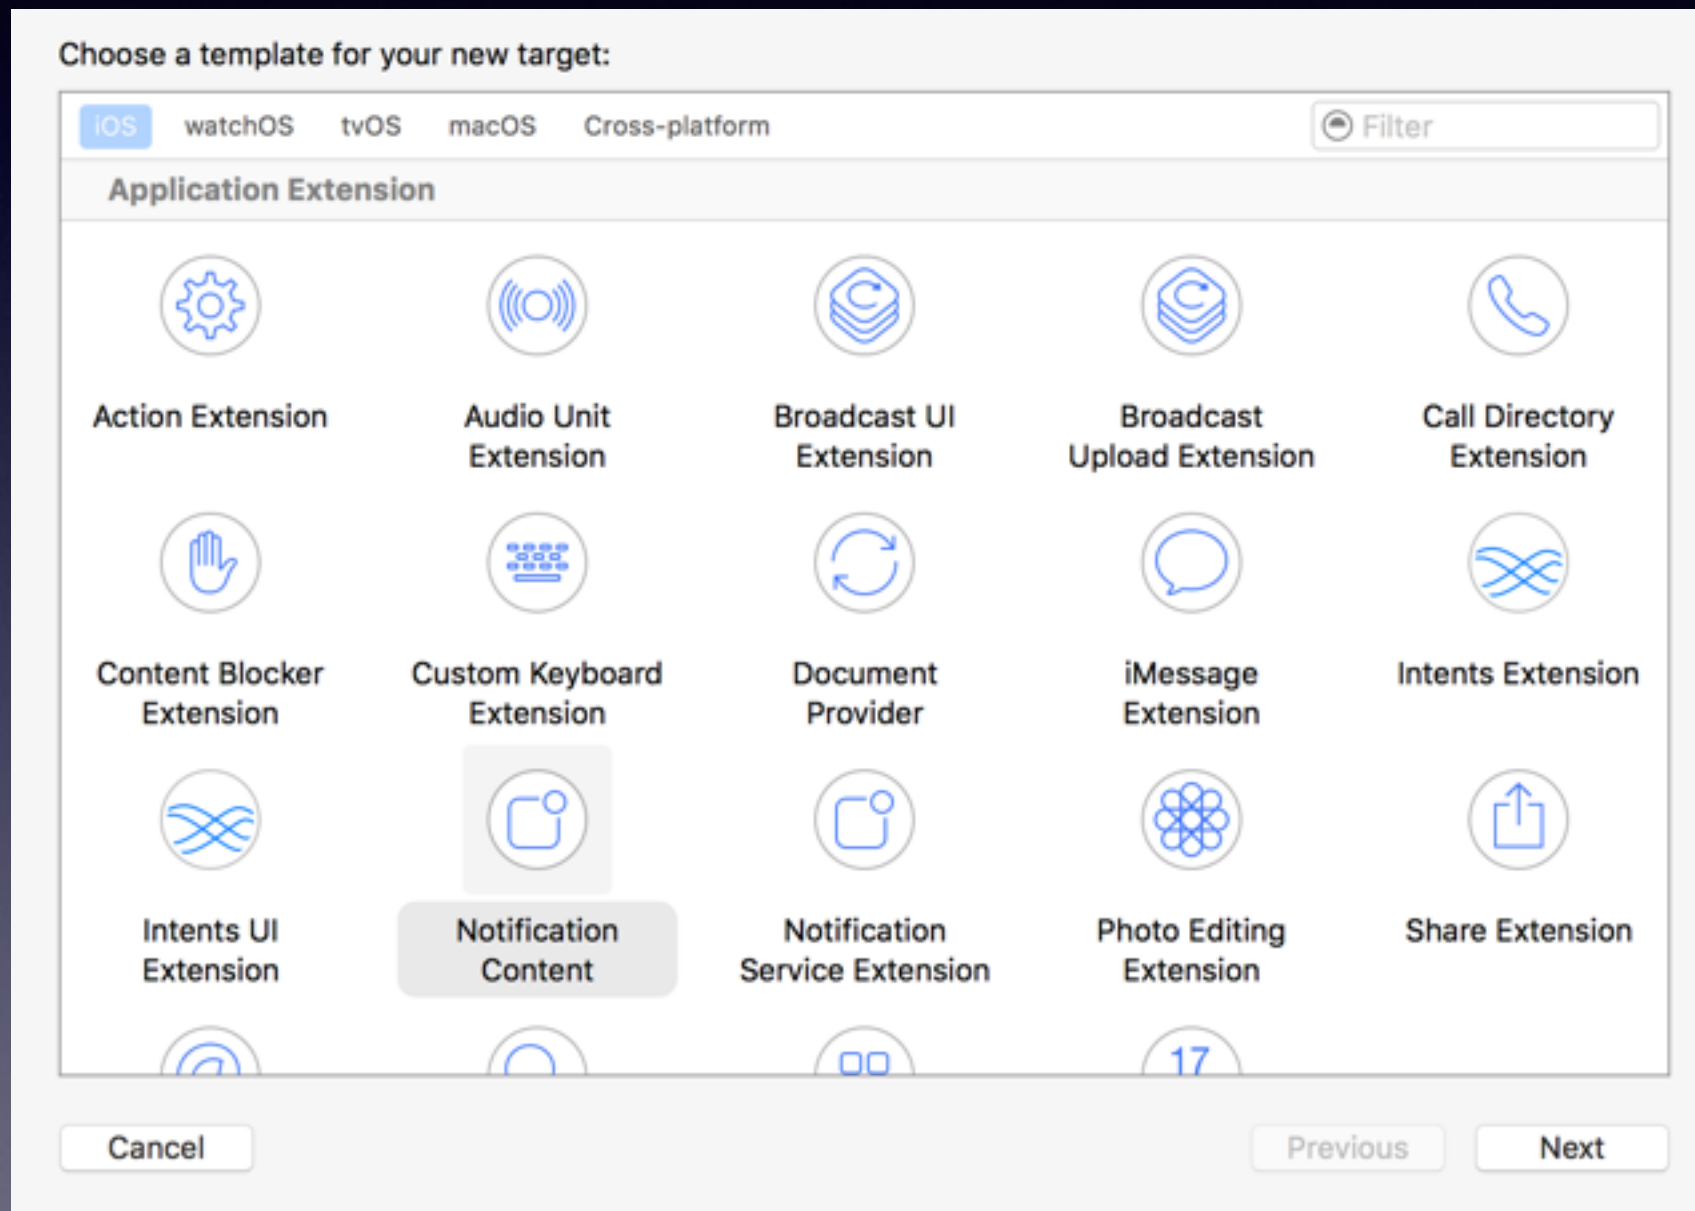 Choose a template for your new target:
iOS watchOS tvOS macOS Cross-platform Filter
Application Extension
Action Extension Audio Unit Broadcast UI Broadcast Call Directory
Extension Extension Upload Extension Extension
Content Blocker Custom Keyboard Document iMessage Intents Extension
Extension Extension Provider Extension
Intents UI Notification Notification Photo Editing Share Extension
Extension Content Service Extension Extension
17
Cancel Previous Next